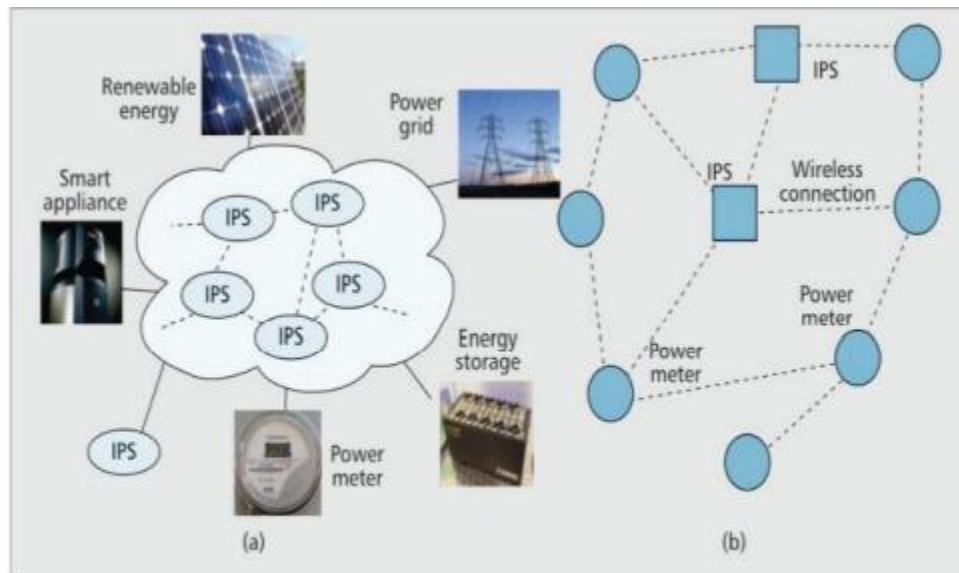 Renewable
energy
Power
grid
Smart
appliance
IPS
IPS
IPS
IPS
IPS
IPS
Energy
storage
Power
meter
(a)
IPS
IPS
Wireless
connection
Power
meter
Power
meter
(b)